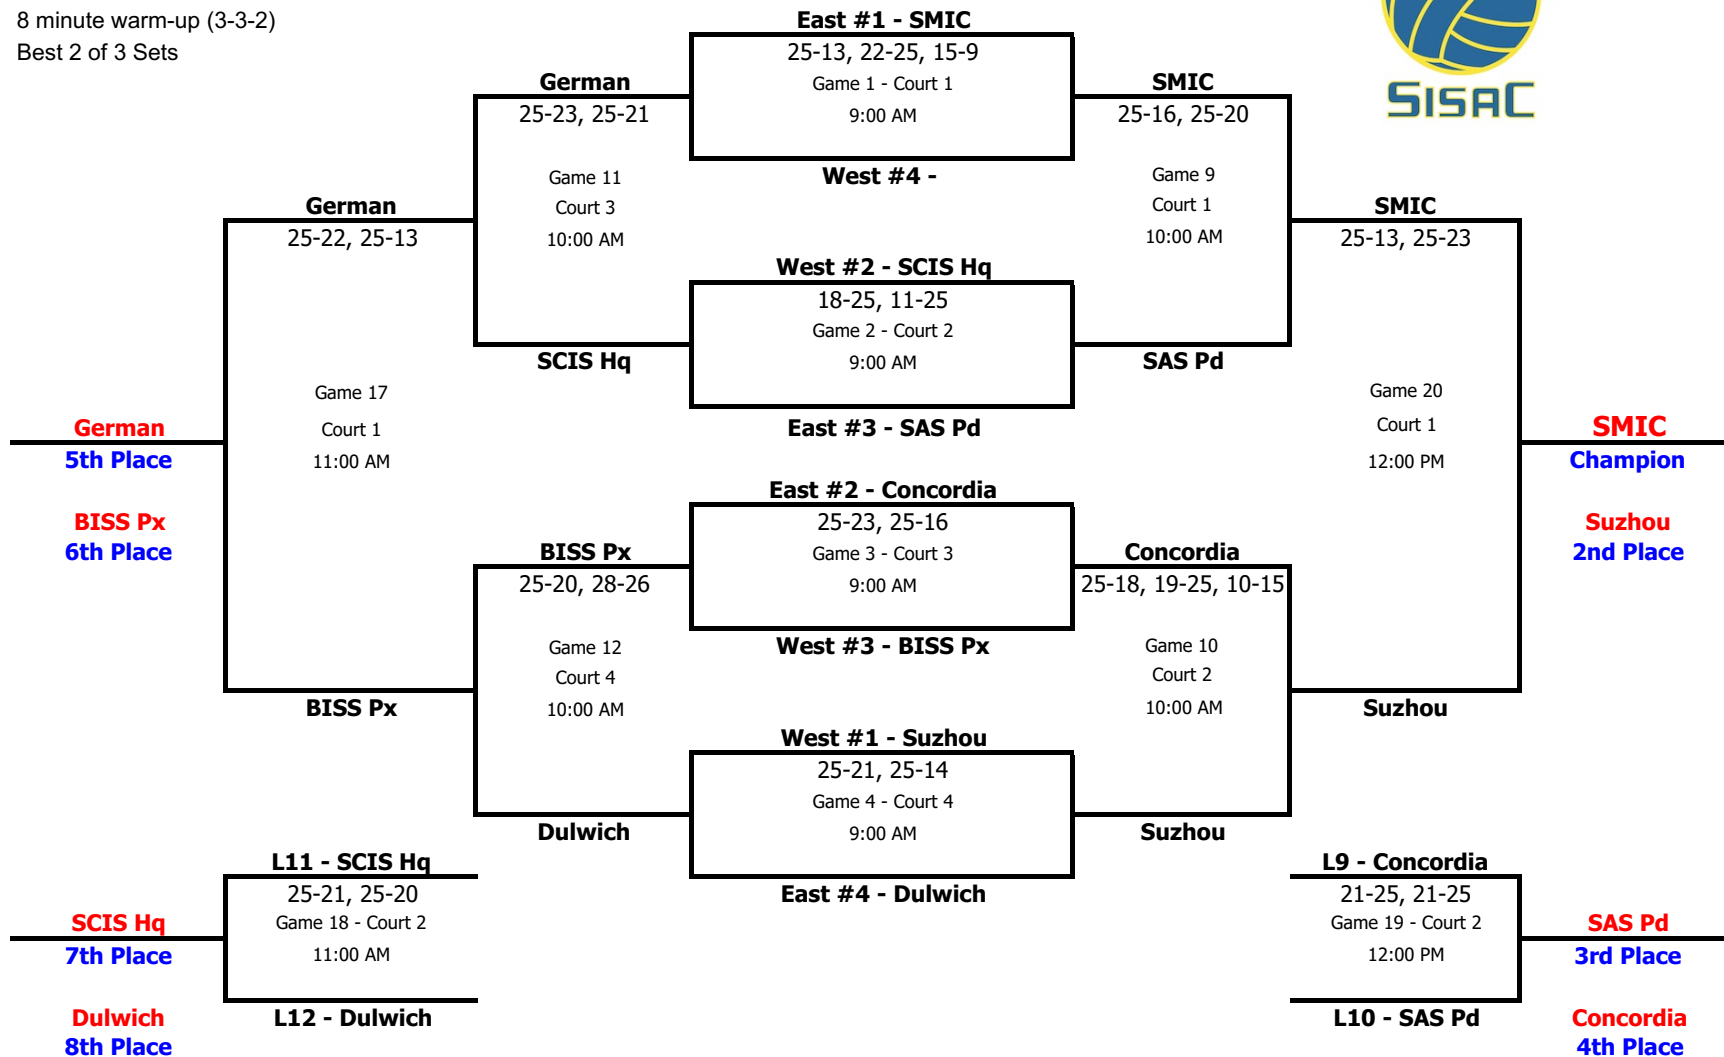 8 minute warm-up (3-3-2)
Best 2 of 3 Sets
SISAC
East #1 - SMIC
25-13, 22-25, 15-9
Game 1 - Court 1
9:00 AM
West #4 -
German
25-23, 25-21
Game 11
Court 3
10:00 AM
SMIC
25-16, 25-20
Game 9
Court 1
10:00 AM
German
25-22, 25-13
SMIC
25-13, 25-23
West #2 - SCIS Hq
18-25, 11-25
Game 2 - Court 2
9:00 AM
East #3 - SAS Pd
SCIS Hq
SAS Pd
Game 17
Court 1
11:00 AM
Game 20
Court 1
12:00 PM
German
5th Place
BISS Px
6th Place
SMIC
Champion
Suzhou
2nd Place
East #2 - Concordia
25-23, 25-16
Game 3 - Court 3
9:00 AM
West #3 - BISS Px
BISS Px
25-20, 28-26
Game 12
Court 4
10:00 AM
Concordia
25-18, 19-25, 10-15
Game 10
Court 2
10:00 AM
BISS Px
Suzhou
West #1 - Suzhou
25-21, 25-14
Game 4 - Court 4
9:00 AM
East #4 - Dulwich
Dulwich
Suzhou
L11 - SCIS Hq
25-21, 25-20
Game 18 - Court 2
11:00 AM
L12 - Dulwich
L9 - Concordia
21-25, 21-25
Game 19 - Court 2
12:00 PM
L10 - SAS Pd
SCIS Hq
7th Place
Dulwich
8th Place
SAS Pd
3rd Place
Concordia
4th Place